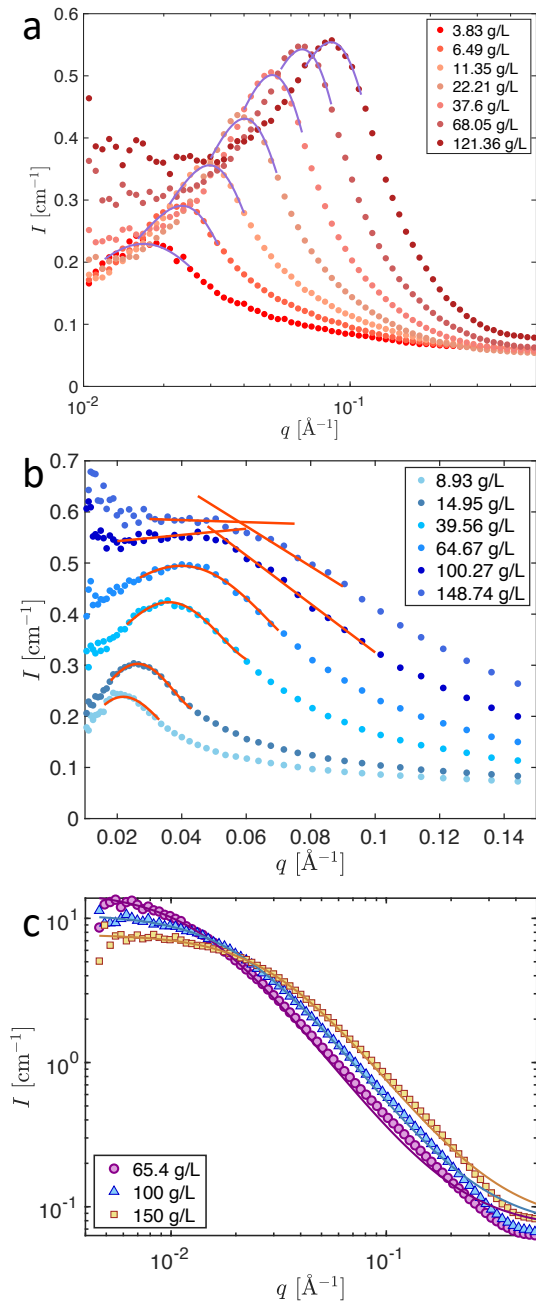 a
3.83 g/L
6.49 g/L
11.35 g/L
22.21 g/L
37.6 g/L
68.05 g/L
121.36 g/L
0.6
0.5
0.4
0.3
0.2
0.1
0
I [cm⁻¹]
10⁻² 10⁻¹
q [Å⁻¹]
b
8.93 g/L
14.95 g/L
39.56 g/L
64.67 g/L
100.27 g/L
148.74 g/L
0.7
0.6
0.5
0.4
0.3
0.2
0.1
0
I [cm⁻¹]
0.02 0.04 0.06 0.08 0.1 0.12 0.14
q [Å⁻¹]
c
10¹
10⁰
10⁻¹
I [cm⁻¹]
65.4 g/L
100 g/L
150 g/L
10⁻² 10⁻¹
q [Å⁻¹]